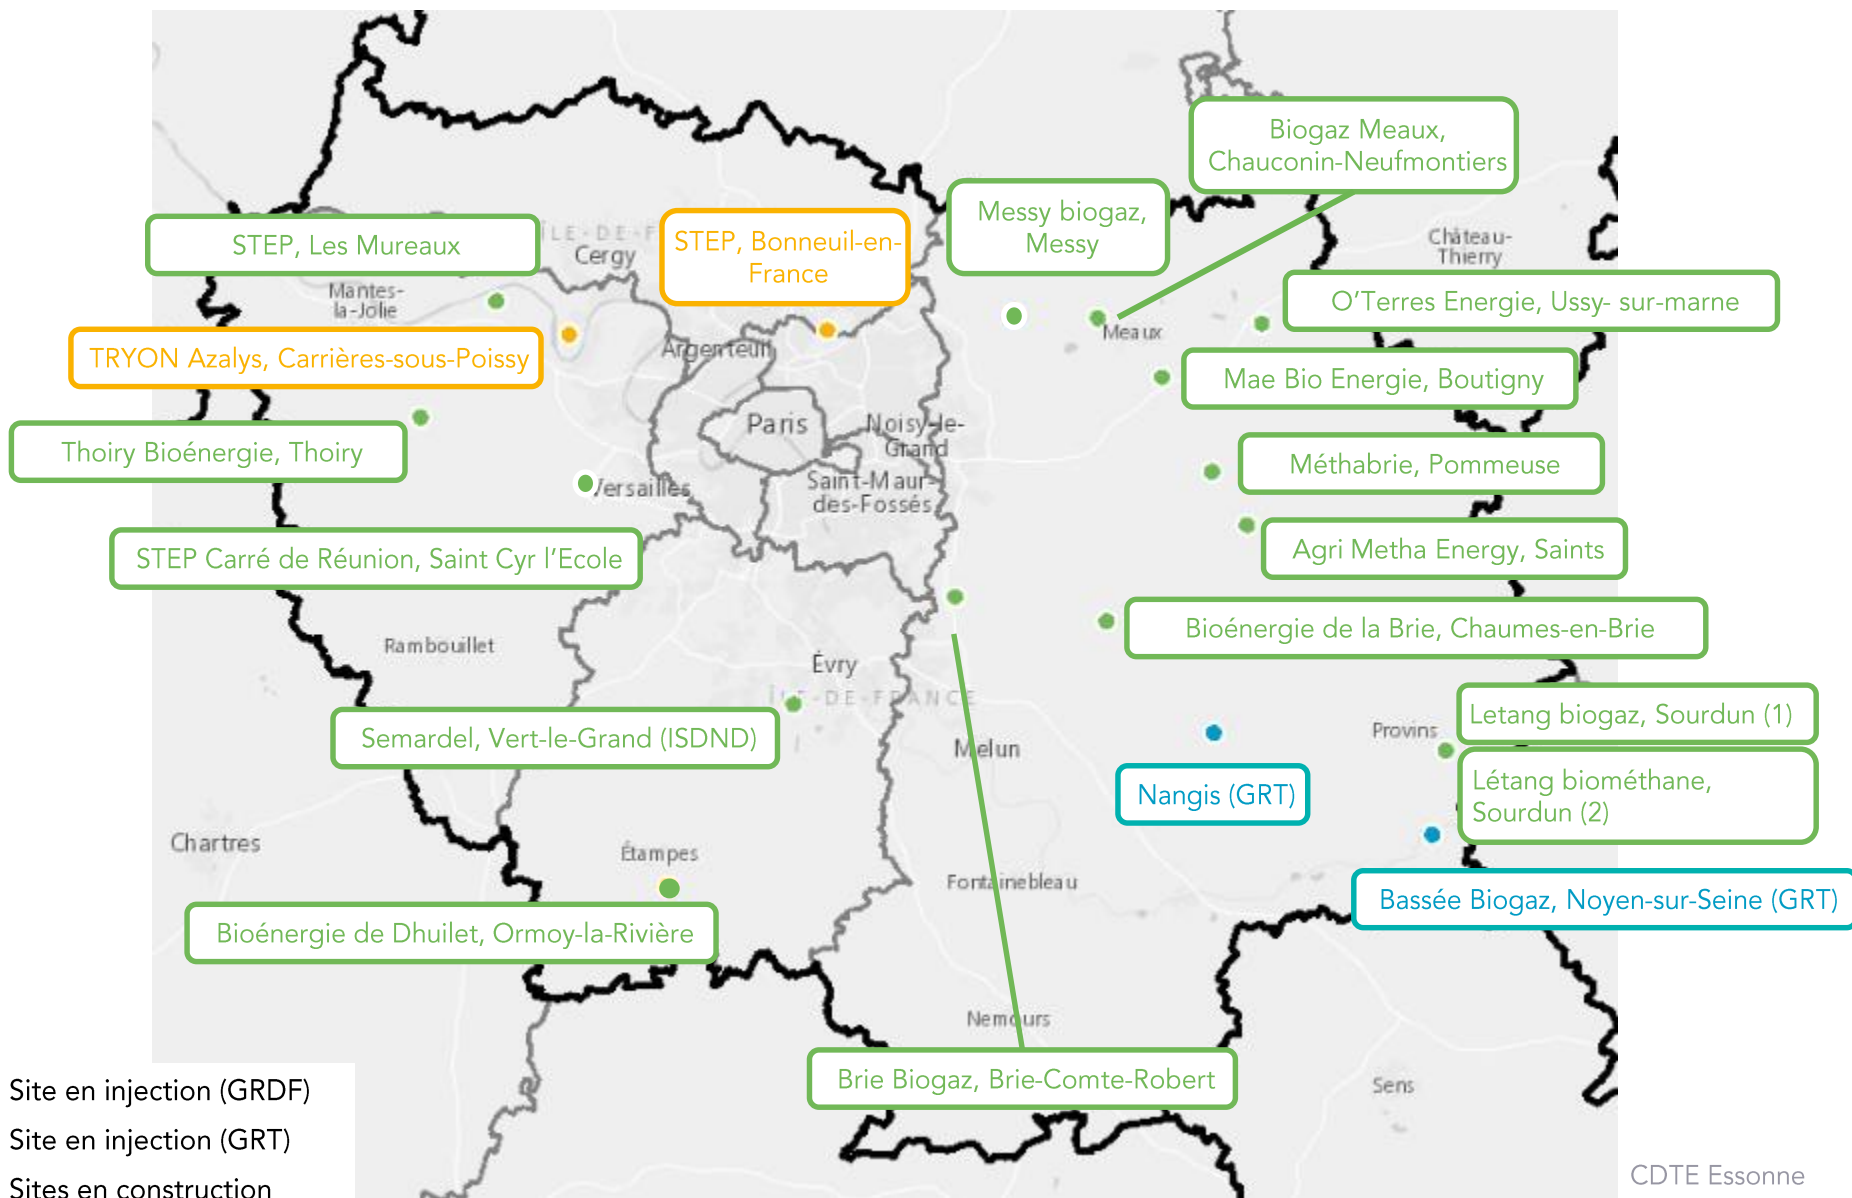 Biogaz Meaux,
Chauconin-Neufmontiers
Messy biogaz,
Messy
STEP, Les Mureaux
ÎLE-DE-F
Cergy
STEP, Bonneuil-en-
France
Château-
Thierry
Mantes-
la-Jolie
O'Terres Energie, Ussy- sur-marne
Meaux
TRYON Azalys, Carrières-sous-Poissy
Argenteuil
Mae Bio Energie, Boutigny
Paris
Noisy-le-
Grand
Thoiry Bioénergie, Thoiry
Méthabrie, Pommeuse
Versailles
Saint-Maur-
des-Fossés
STEP Carré de Réunion, Saint Cyr l'Ecole
Agri Metha Energy, Saints
Bioénergie de la Brie, Chaumes-en-Brie
Rambouillet
Évry
ÎLE-DE-FRANCE
Letang biogaz, Sourdun (1)
Semardel, Vert-le-Grand (ISDND)
Provins
Melun
Létang biométhane,
Sourdun (2)
Nangis (GRT)
Chartres
Étampes
Fontainebleau
Bassée Biogaz, Noyen-sur-Seine (GRT)
Bioénergie de Dhuilet, Ormoy-la-Rivière
Nemours
Brie Biogaz, Brie-Comte-Robert
Sens
Site en injection (GRDF)
Site en injection (GRT)
Sites en construction
CDTE Essonne